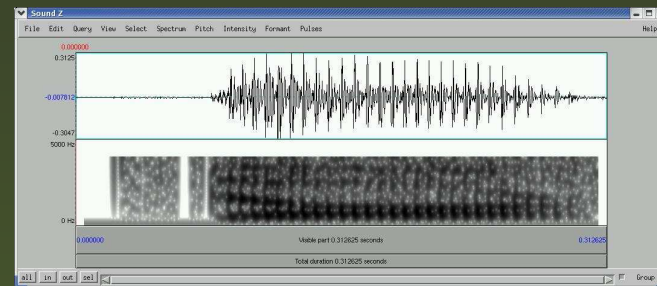 Sound Z
File Edit Query View Select Spectrum Pitch Intensity Formant Pulses Help
0.000000
0.3125
-0.007812
-0.3047
5000 Hz
0 Hz
0.000000 Visible part 0.312625 seconds 0.312625
Total duration 0.312625 seconds
all in out sel Group